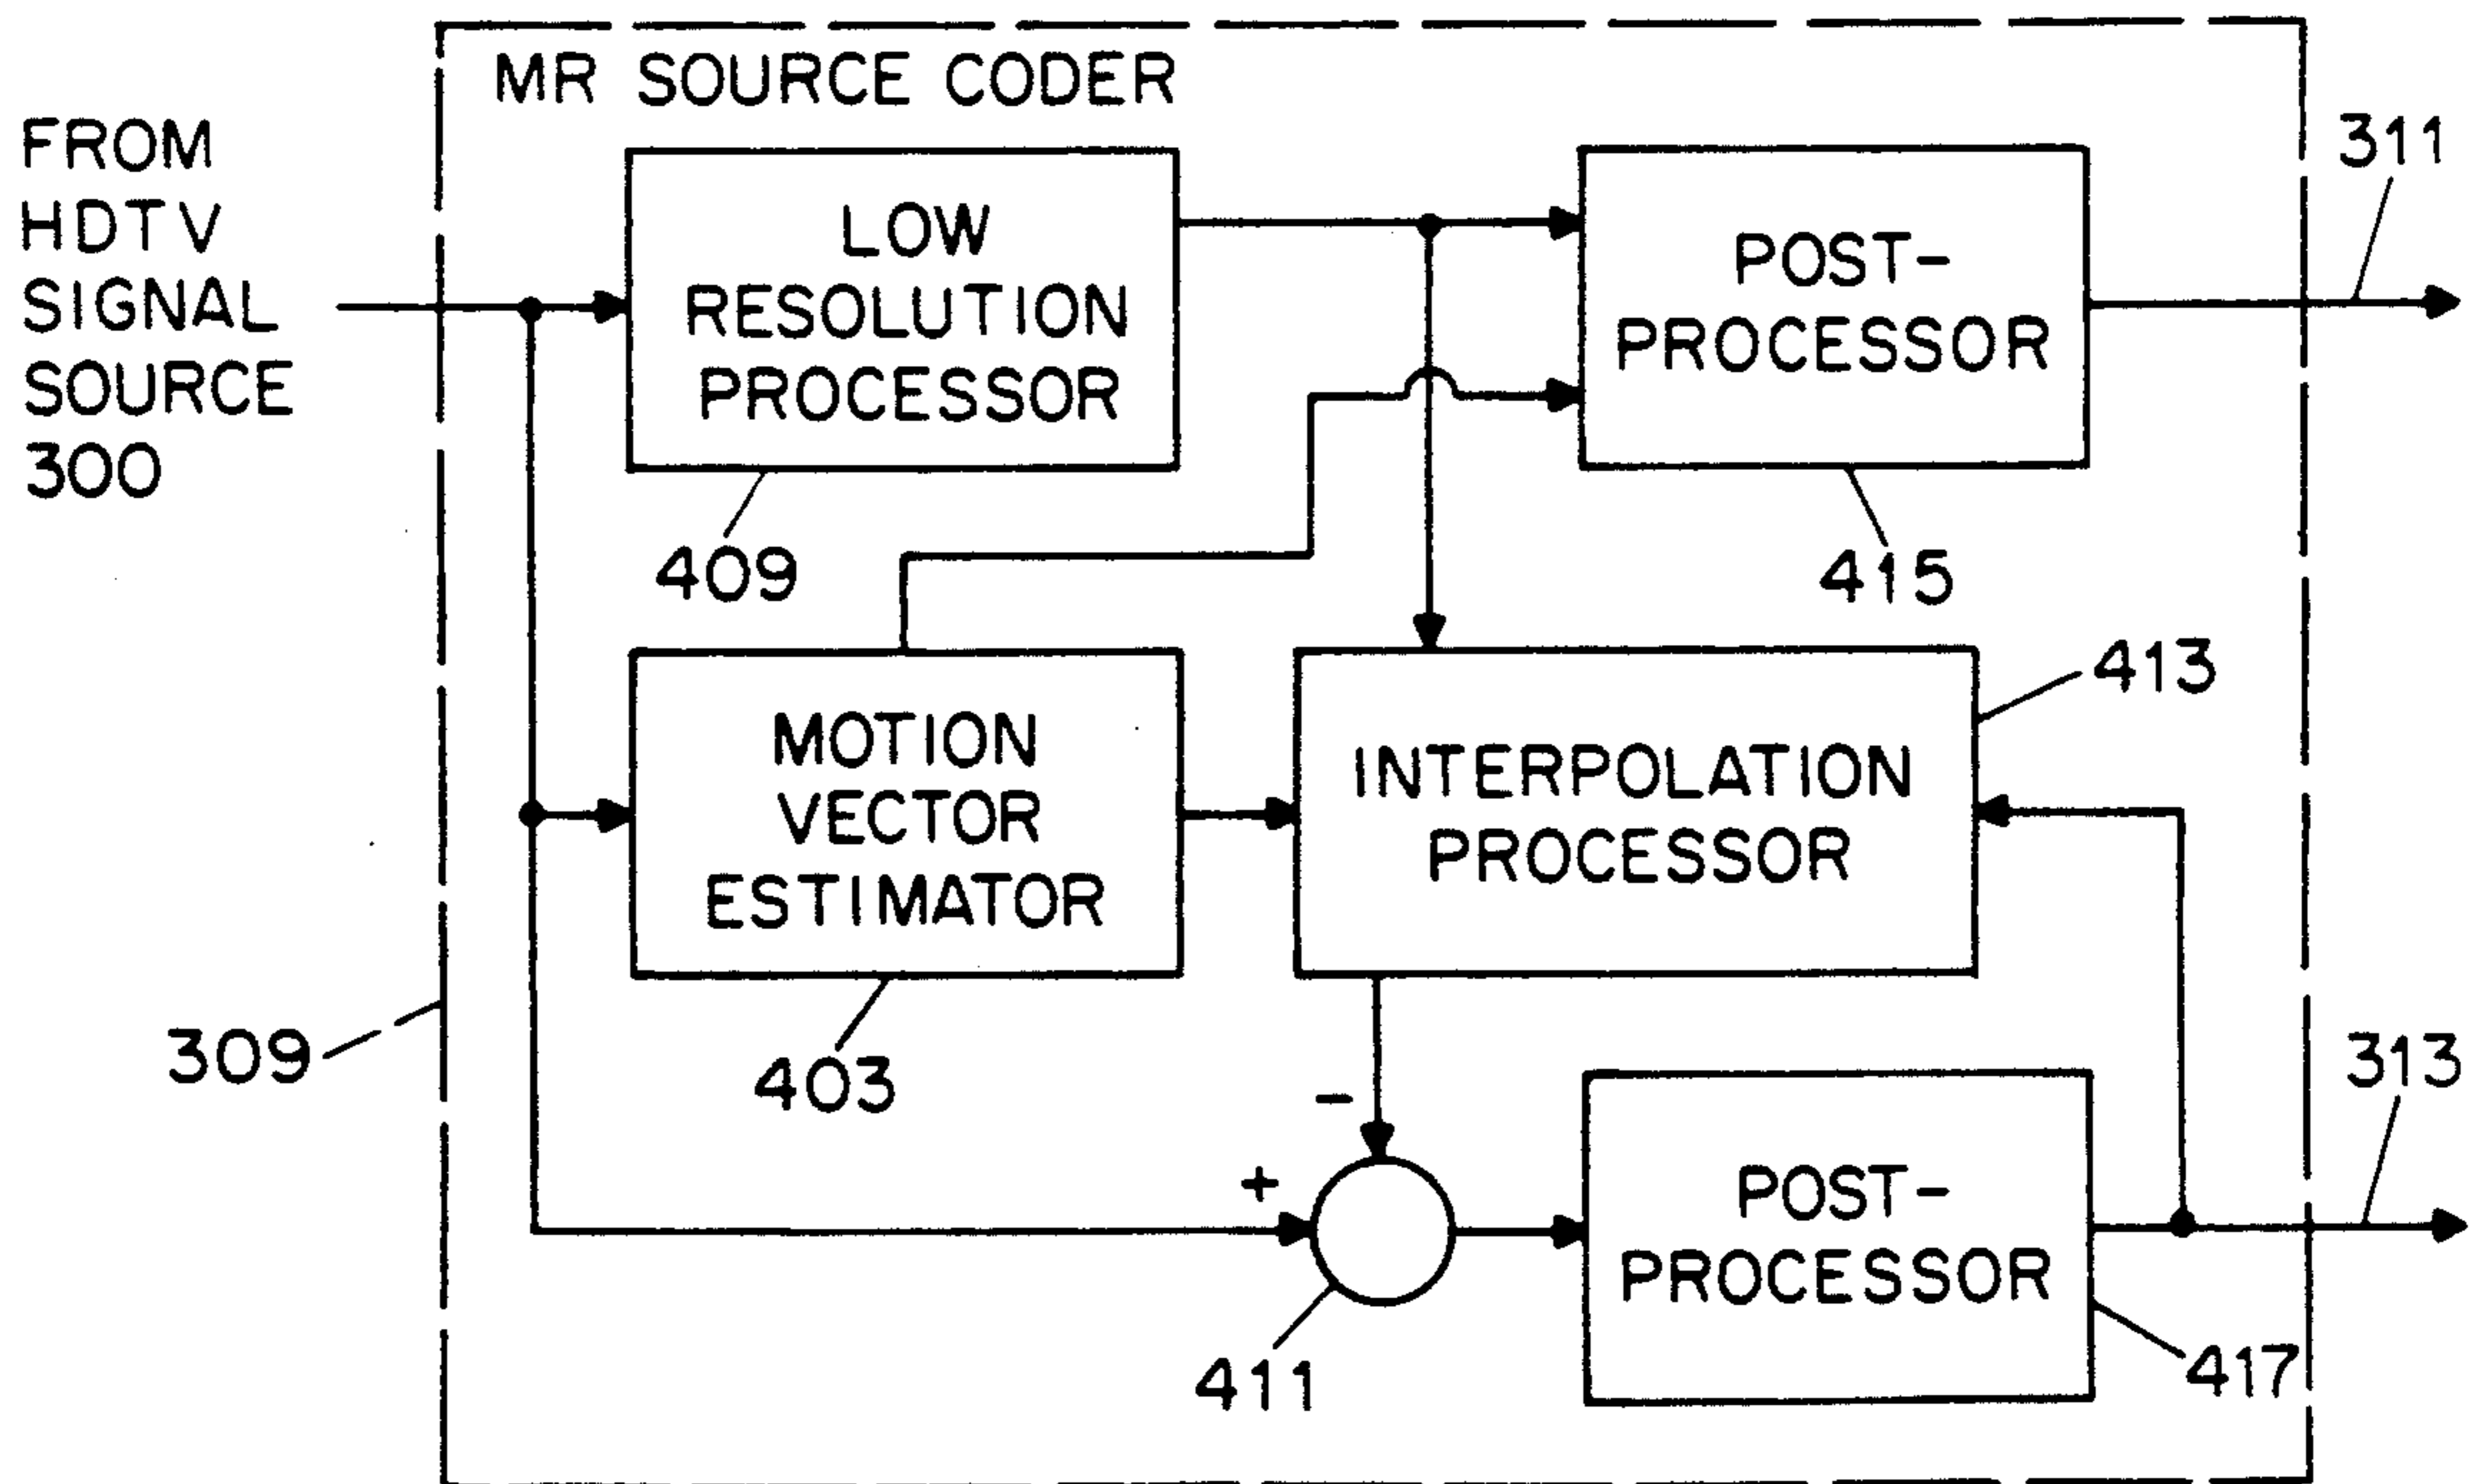 MR SOURCE CODER
FROM
HDTV
SIGNAL
SOURCE
300
LOW
RESOLUTION
PROCESSOR
409
POST-
PROCESSOR
415
311
MOTION
VECTOR
ESTIMATOR
403
INTERPOLATION
PROCESSOR
413
309
-
+
411
POST-
PROCESSOR
417
313